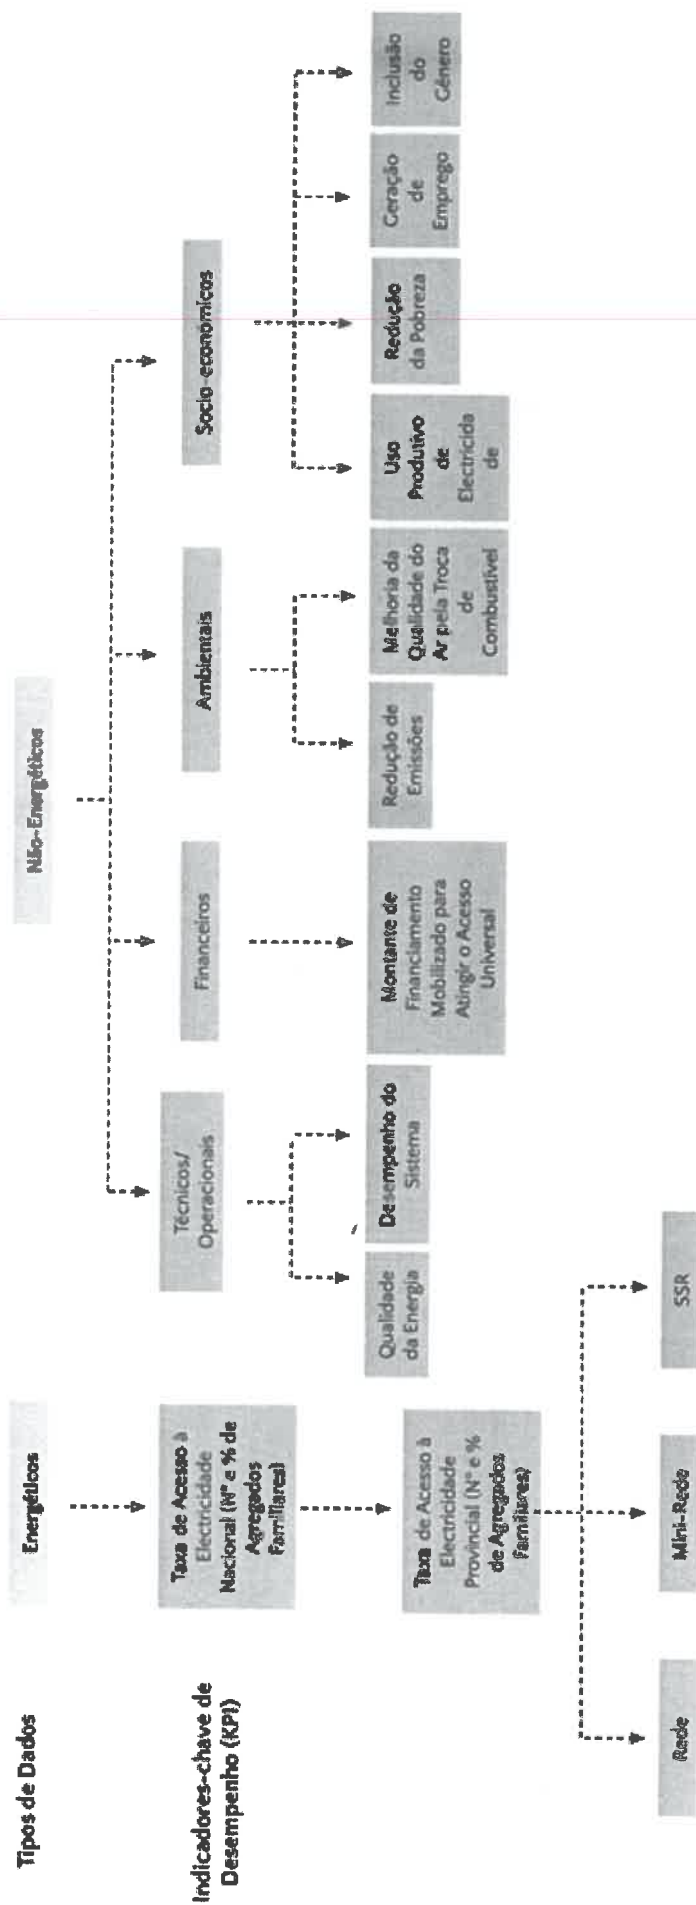 Tipos de Dados
Energéticos
Não-Energéticos
Indicadores-chave de
Desempenho (KPI)
Taxa de Acesso à
Electricidade
Nacional (Nº e % de
Agregados
Familiares)
Técnicos/
Operacionais
Financeiros
Ambientais
Socio-económicos
Qualidade
da Energia
Desempenho do
Sistema
Montante de
Financiamento
Mobilizado para
Atingir o Acesso
Universal
Redução de
Emissões
Melhoria da
Qualidade do
Ar pela Troca
de
Combustível
Uso
Produtivo
de
Electricida
de
Redução
da Pobreza
Geração
de
Emprego
Inclusão
do
Género
Taxa de Acesso à
Electricidade
Provincial (Nº e %
de Agregados
Familiares)
Rede
Mini-Rede
SSR